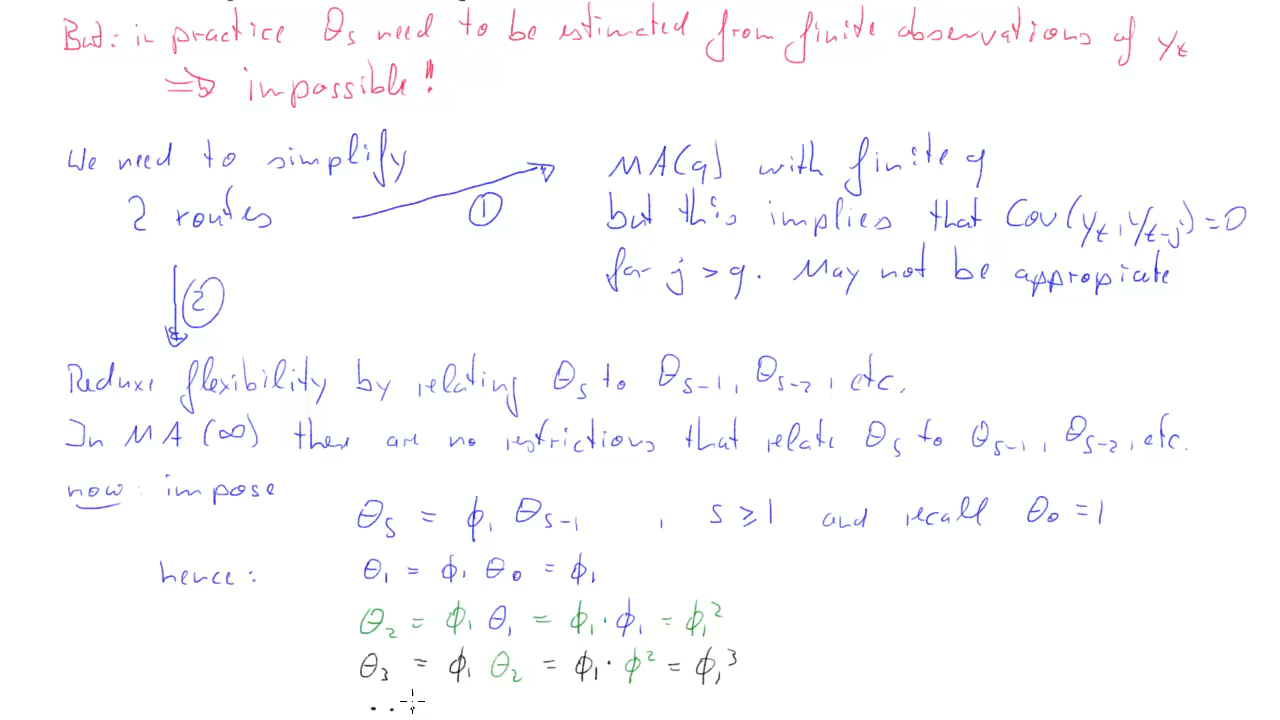 But: in practice θs need to be estimated from finite observations of yt
⇒ impossible!
We need to simplify
2 routes
①
MA(q) with finite q
but this implies that Cov(yt, yt-j) = 0
for j > q. May not be appropiate
②
Reduxe flexibility by relating θs to θs-1, θs-2, etc.
In MA(∞) there are no restrictions that relate θs to θs-1, θs-2, etc.
now: impose
θs = ϕ1 θs-1 , s ≥ 1 and recall θ0 = 1
hence: θ1 = ϕ1 θ0 = ϕ1
θ2 = ϕ1 θ1 = ϕ1 · ϕ1 = ϕ1²
θ3 = ϕ1 θ2 = ϕ1 · ϕ² = ϕ1³
...